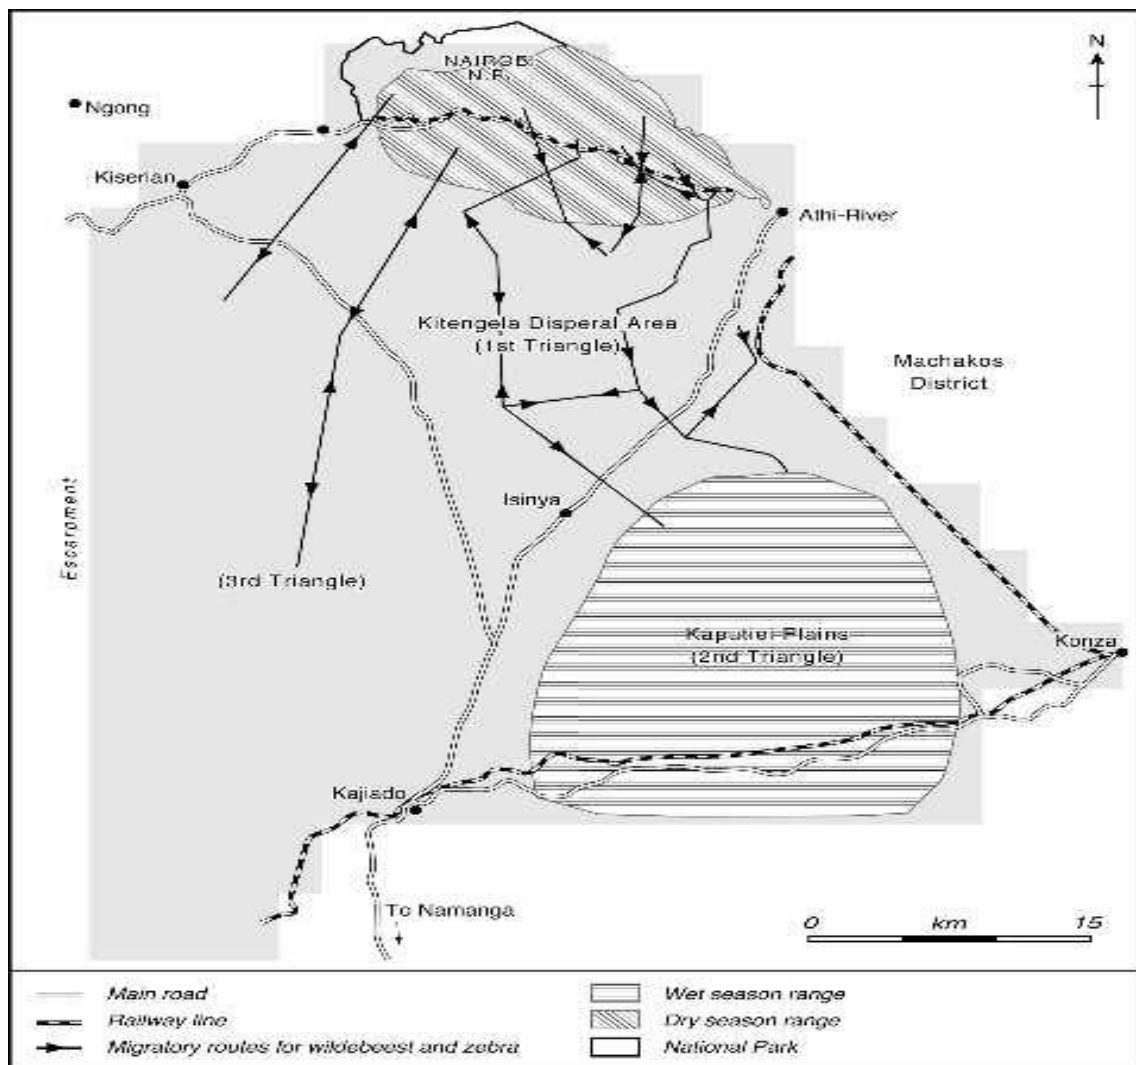 N
NAIROBI
N.P.
Ngong
Kiserian
Athi-River
Kitengela Disperal Area
(1st Triangle)
Machakos
District
Escarpment
Isinya
(3rd Triangle)
Kaputiei Plains
(2nd Triangle)
Konza
Kajiado
To Namanga
0 km 15
Main road
Railway line
Migratory routes for wildebeest and zebra
Wet season range
Dry season range
National Park